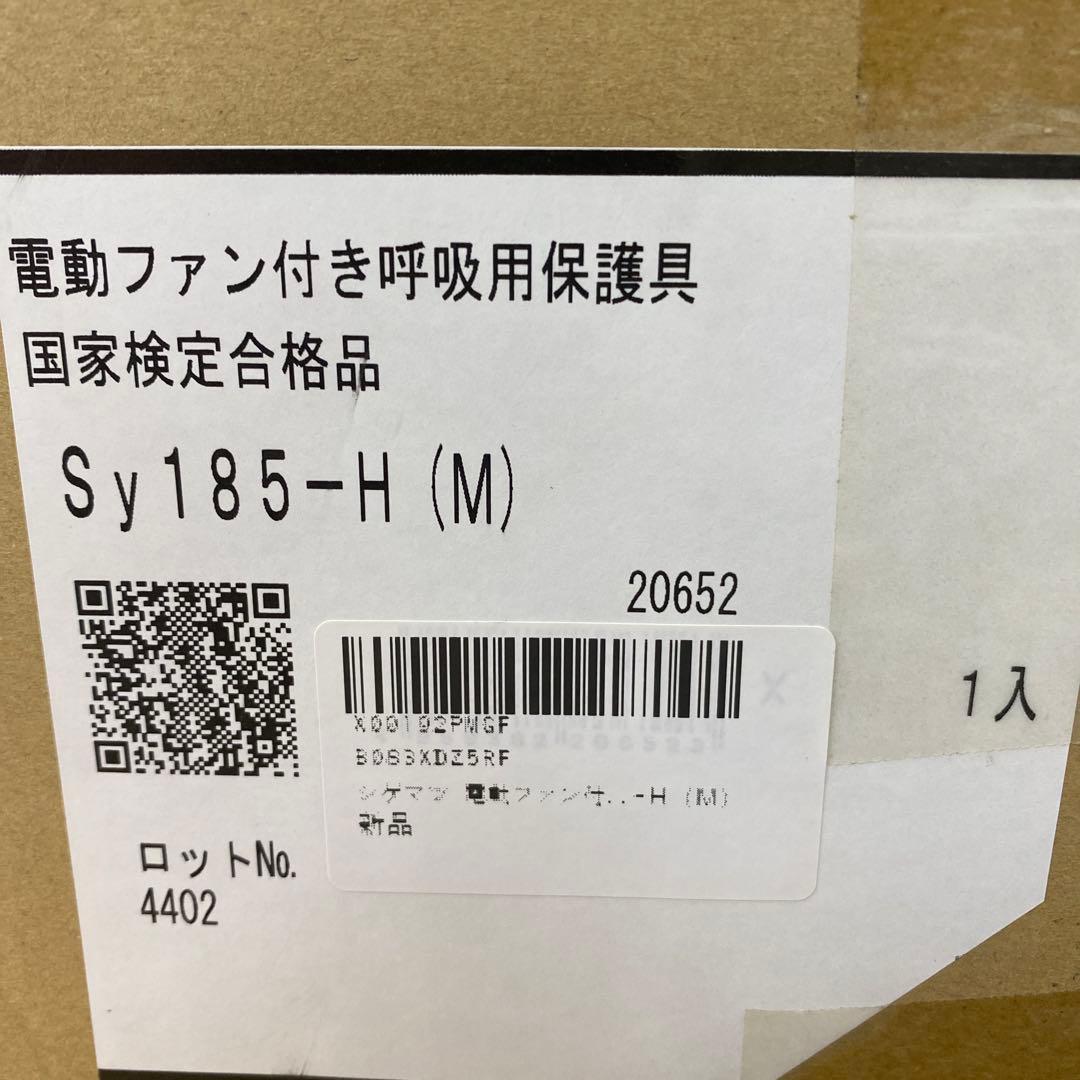 電動ファン付き呼吸用保護具
国家検定合格品
Sy185-H (M)
20652
1入
X00102PMGF
B083XDZ5RF
シゲマツ 電動ファン付..-H (M)
新品
ロットNo.
4402